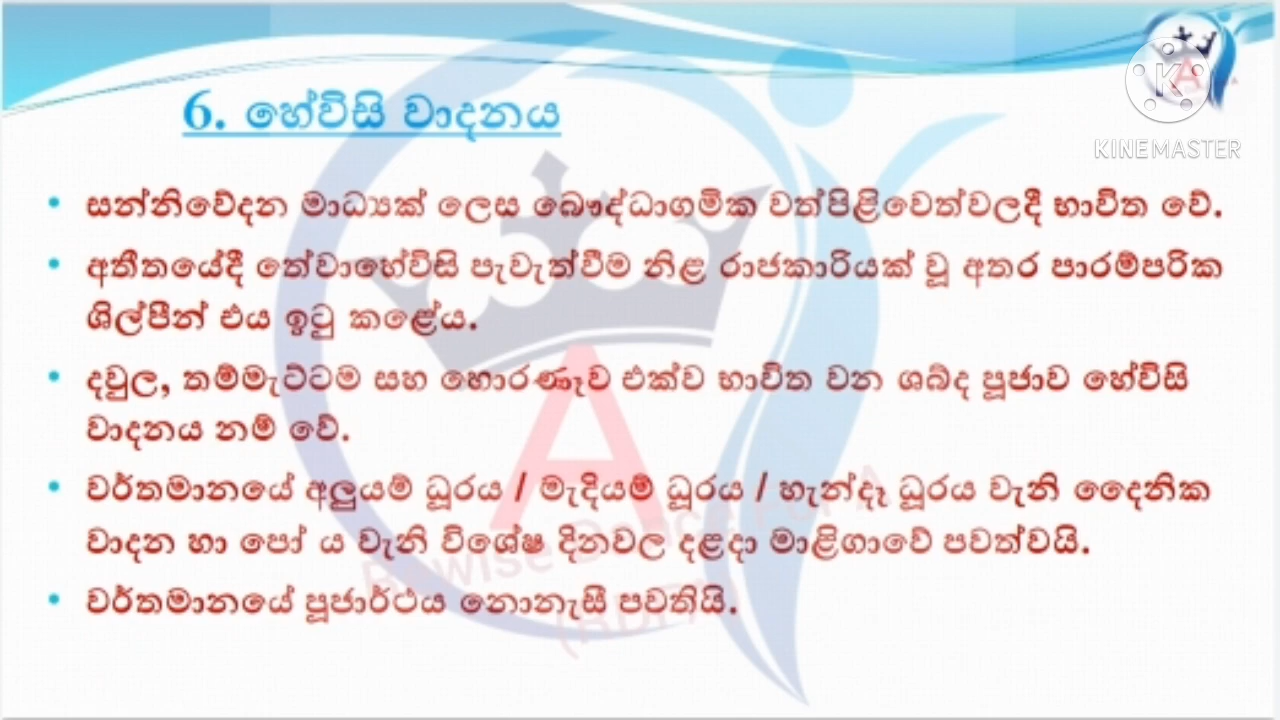 6. හේවිසි වාදනය
• සන්නිවේදන මාධ්‍යක් ලෙස බෞද්ධාගමික වත්පිළිවෙත්වලදී භාවිත වේ.
• අතීතයේදී තේවාහේවිසි පැවැත්වීම නිළ රාජකාරියක් වූ අතර පාරම්පරික
ශිල්පීන් එය ඉටු කළේය.
• දවුල, තම්මැට්ටම සහ හොරණෑව එක්ව භාවිත වන ශබ්ද පූජාව හේවිසි
වාදනය නම් වේ.
• වර්තමානයේ අලුයම් ධූරය / මැදියම් ධූරය / හැන්දෑ ධූරය වැනි දෛනික
වාදන හා පෝ ය වැනි විශේෂ දිනවල දළදා මාළිගාවේ පවත්වයි.
• වර්තමානයේ පූජාර්ථය නොනැසී පවතියි.
KINEMASTER